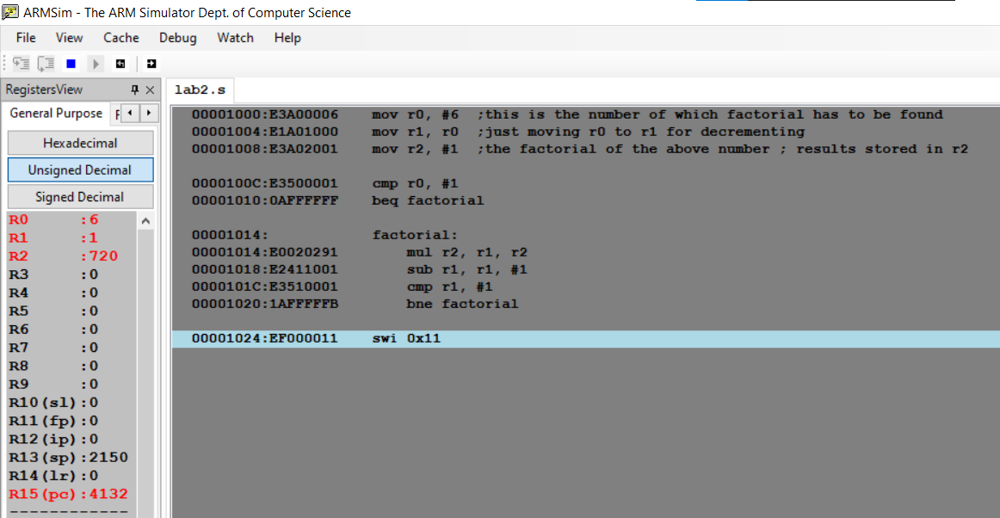 ARMSim - The ARM Simulator Dept. of Computer Science
File View Cache Debug Watch Help
RegistersView
lab2.s
General Purpose F
Hexadecimal
Unsigned Decimal
Signed Decimal
R0 :6
R1 :1
R2 :720
R3 :0
R4 :0
R5 :0
R6 :0
R7 :0
R8 :0
R9 :0
R10(sl):0
R11(fp):0
R12(ip):0
R13(sp):2150
R14(lr):0
R15(pc):4132
-------------
00001000:E3A00006 mov r0, #6 ;this is the number of which factorial has to be found
00001004:E1A01000 mov r1, r0 ;just moving r0 to r1 for decrementing
00001008:E3A02001 mov r2, #1 ;the factorial of the above number ; results stored in r2
0000100C:E3500001 cmp r0, #1
00001010:0AFFFFFF beq factorial
00001014: factorial:
00001014:E0020291 mul r2, r1, r2
00001018:E2411001 sub r1, r1, #1
0000101C:E3510001 cmp r1, #1
00001020:1AFFFFFB bne factorial
00001024:EF000011 swi 0x11